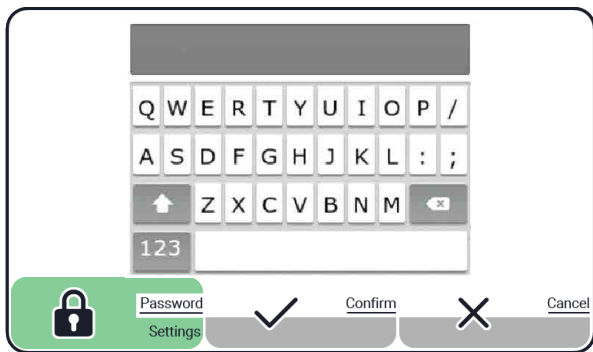 Q W E R T Y U I O P /
A S D F G H J K L : ;
Z X C V B N M
123
Password Confirm Cancel
Settings